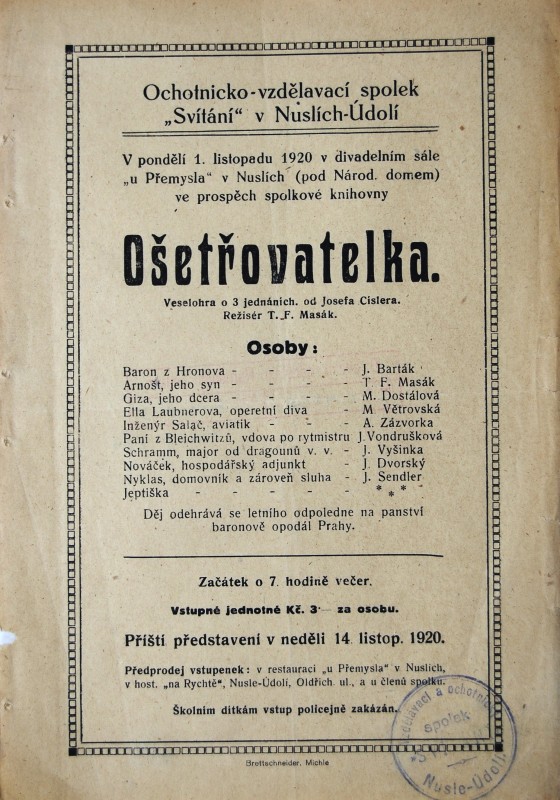 Ochotnicko-vzdělavací spolek
„Svítání“ v Nuslích-Údolí
V pondělí 1. listopadu 1920 v divadelním sále
„u Přemysla“ v Nuslích (pod Národ. domem)
ve prospěch spolkové knihovny
Ošetřovatelka.
Veselohra o 3 jednáních. od Josefa Cislera.
Režisér T. F. Masák.
Osoby:
Baron z Hronova - - - - - J. Barták
Arnošt, jeho syn - - - - - T. F. Masák
Giza, jeho dcera - - - - - M. Dostálová
Ella Laubnerova, operetní diva - M. Větrovská
Inženýr Salač, aviatik - - - - A. Zázvorka
Paní z Bleichwitzů, vdova po rytmistru J. Vondrušková
Schramm, major od dragounů v. v. - J. Vyšinka
Nováček, hospodářský adjunkt - J. Dvorský
Nyklas, domovník a zároveň sluha - J. Sendler
Jeptiška - - - - - - * * *
Děj odehrává se letního odpoledne na panství
baronově opodál Prahy.
Začátek o 7. hodině večer.
Vstupné jednotné Kč. 3·— za osobu.
Příští představení v neděli 14. listop. 1920.
Předprodej vstupenek: v restauraci „u Přemysla“ v Nuslích,
v host. „na Rychtě“, Nusle-Údolí, Oldřich. ul., a u členů spolku.
Školním dítkám vstup policejně zakázán.
Brottschneider, Michle
a ochotnic
spolek
Nusle-Údolí